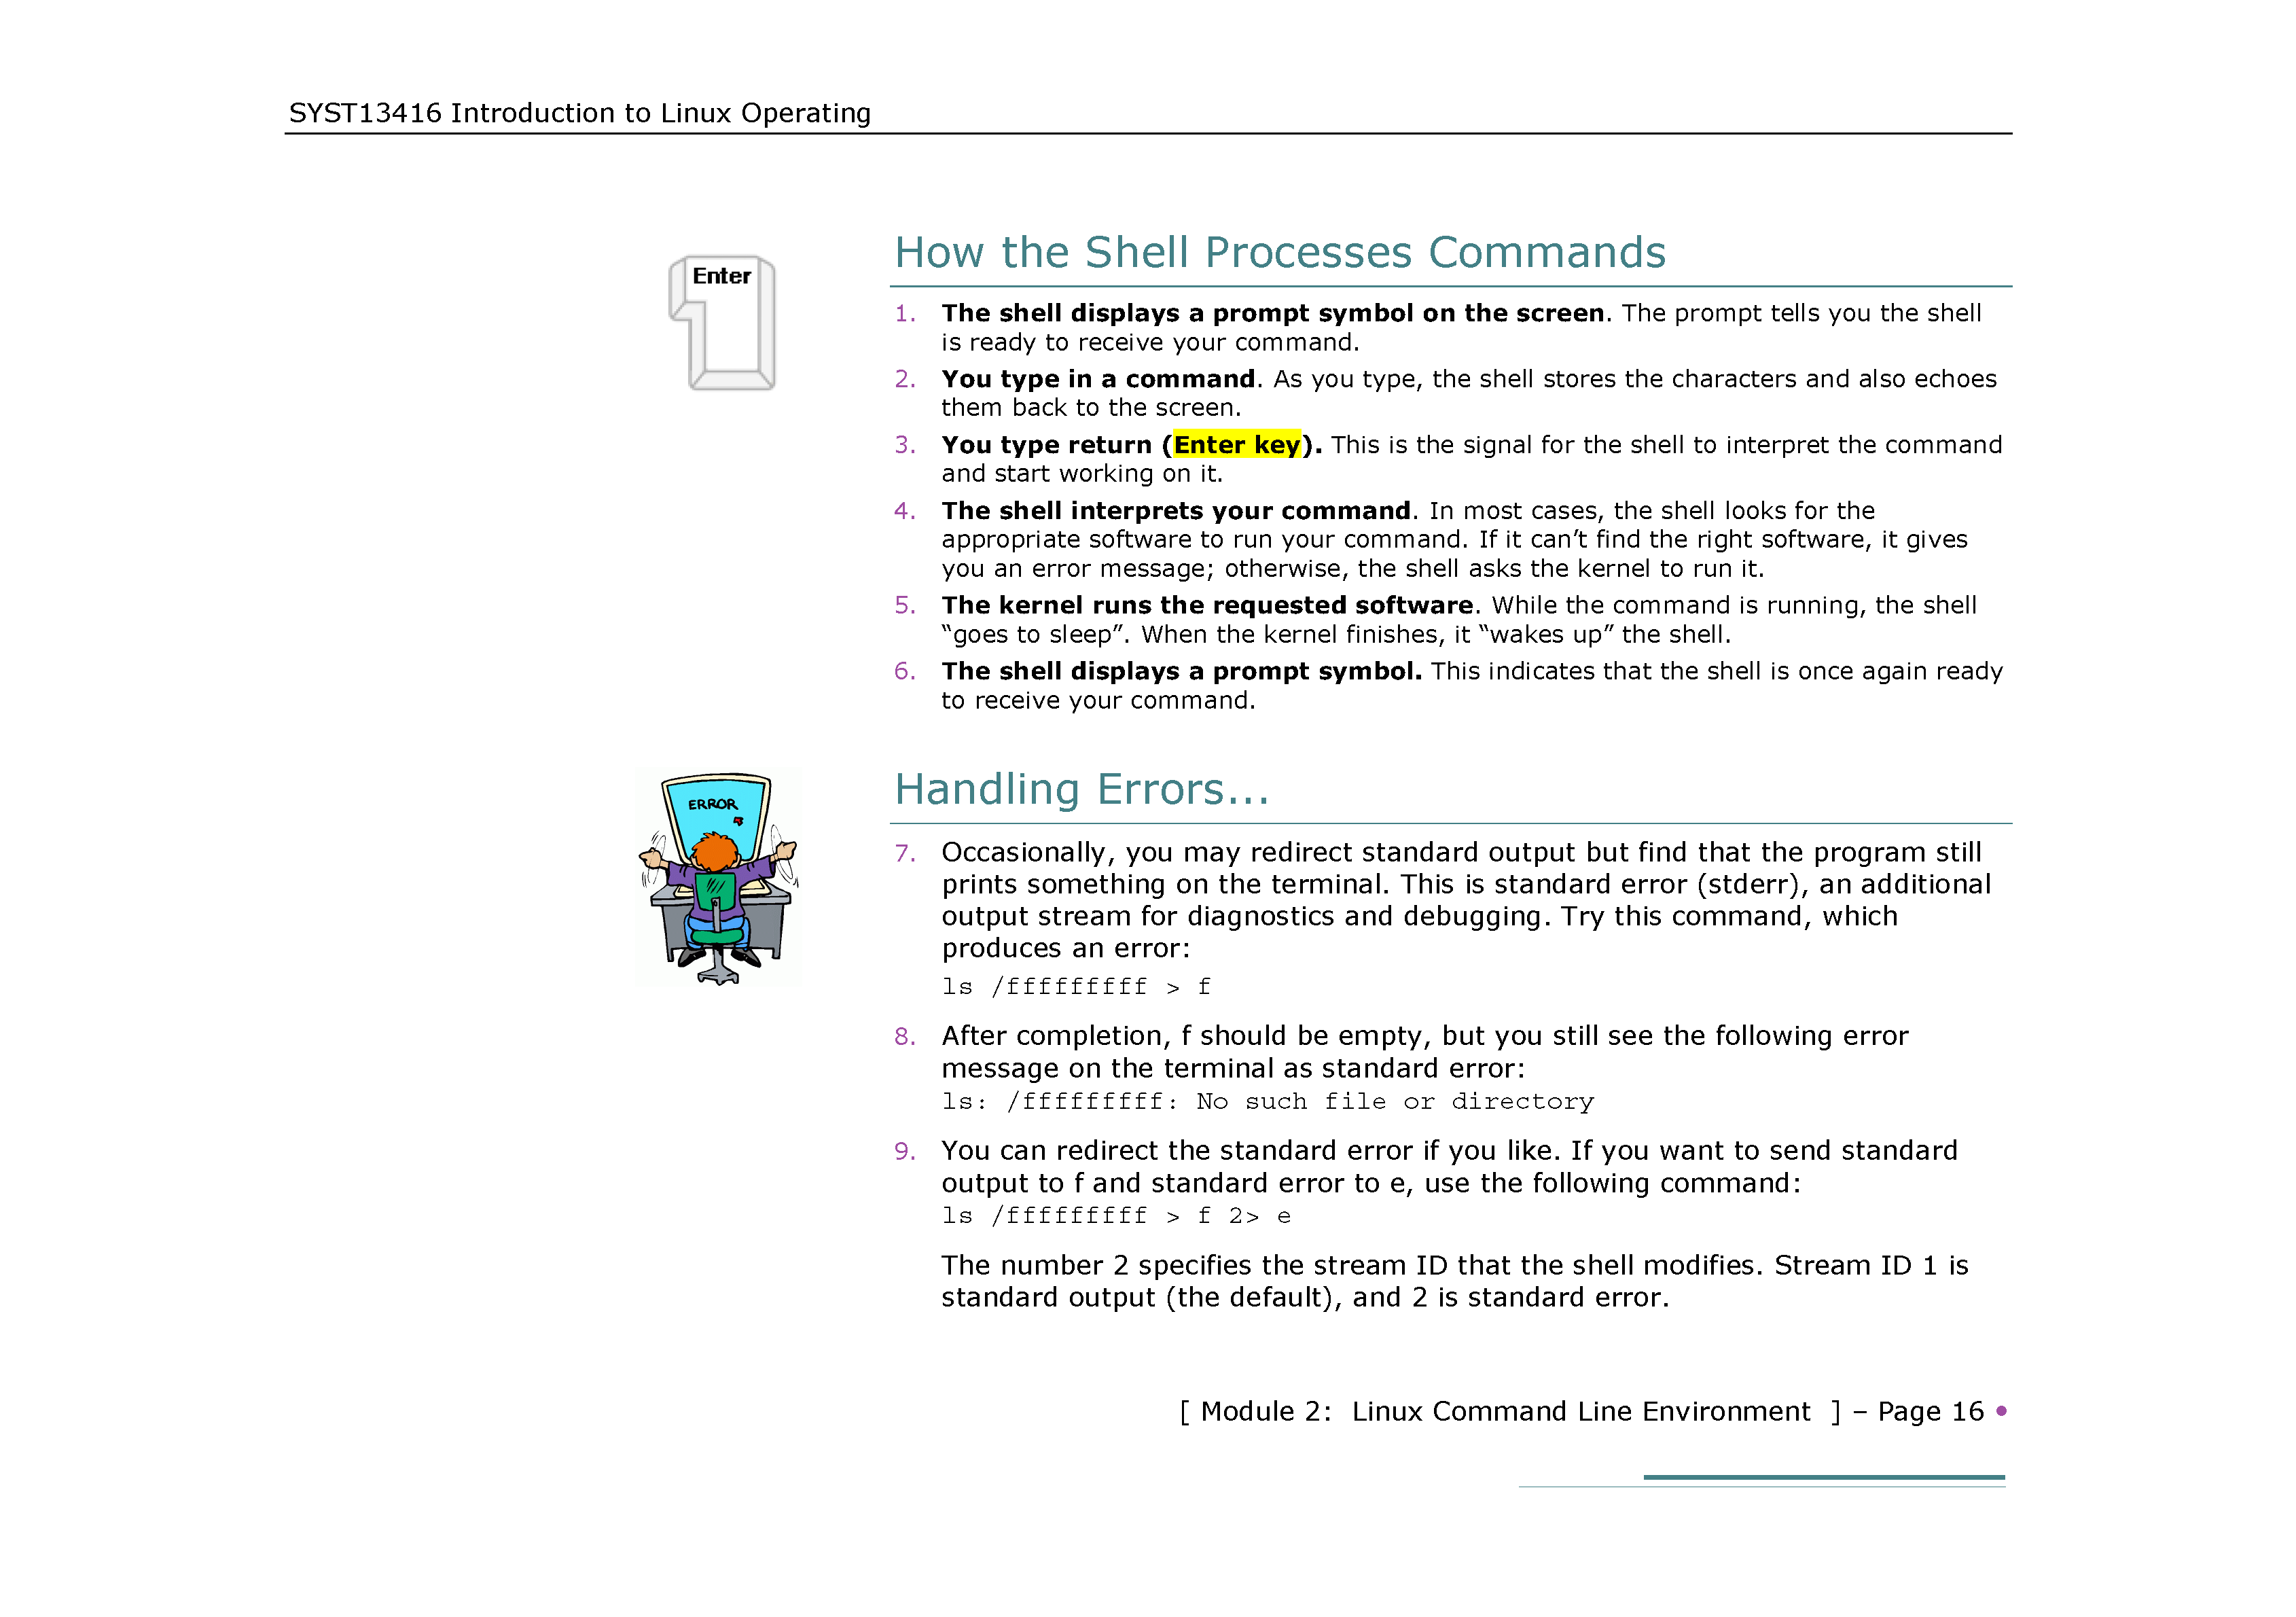 SYST13416 Introduction to Linux Operating
Enter
How the Shell Processes Commands
1. The shell displays a prompt symbol on the screen. The prompt tells you the shell
is ready to receive your command.
2. You type in a command. As you type, the shell stores the characters and also echoes
them back to the screen.
3. You type return (Enter key). This is the signal for the shell to interpret the command
and start working on it.
4. The shell interprets your command. In most cases, the shell looks for the
appropriate software to run your command. If it can’t find the right software, it gives
you an error message; otherwise, the shell asks the kernel to run it.
5. The kernel runs the requested software. While the command is running, the shell
“goes to sleep”. When the kernel finishes, it “wakes up” the shell.
6. The shell displays a prompt symbol. This indicates that the shell is once again ready
to receive your command.
ERROR
Handling Errors...
7. Occasionally, you may redirect standard output but find that the program still
prints something on the terminal. This is standard error (stderr), an additional
output stream for diagnostics and debugging. Try this command, which
produces an error:
ls /fffffffff > f
8. After completion, f should be empty, but you still see the following error
message on the terminal as standard error:
ls: /fffffffff: No such file or directory
9. You can redirect the standard error if you like. If you want to send standard
output to f and standard error to e, use the following command:
ls /fffffffff > f 2> e
The number 2 specifies the stream ID that the shell modifies. Stream ID 1 is
standard output (the default), and 2 is standard error.
[ Module 2: Linux Command Line Environment ] – Page 16 •